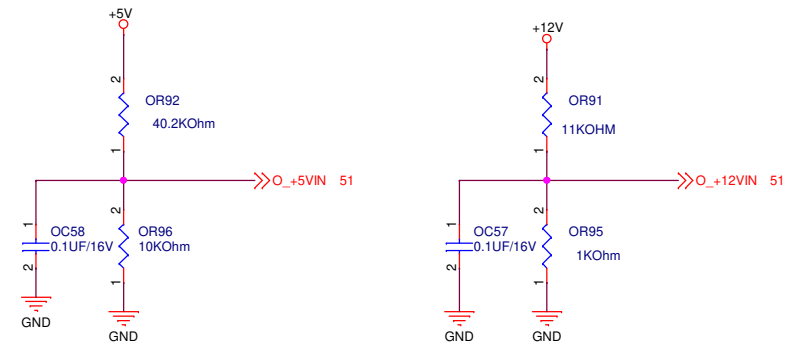 +5V
2
OR92
40.2KOhm
1
O_+5VIN 51
1
OC58
0.1UF/16V
2
2
OR96
10KOhm
1
GND
GND
+12V
2
OR91
11KOHM
1
O_+12VIN 51
1
OC57
0.1UF/16V
2
2
OR95
1KOhm
1
GND
GND